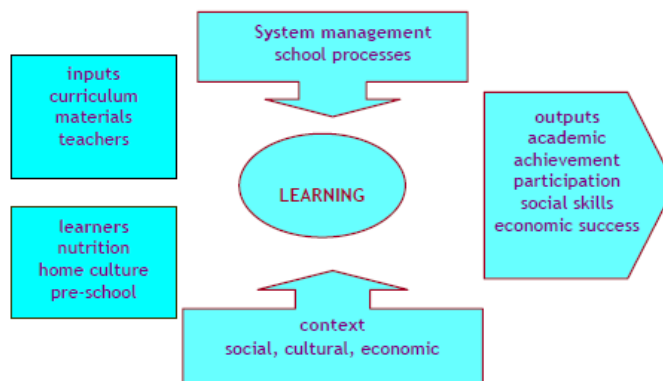 System management
school processes
inputs
curriculum
materials
teachers
LEARNING
outputs
academic
achievement
participation
social skills
economic success
learners
nutrition
home culture
pre-school
context
social, cultural, economic